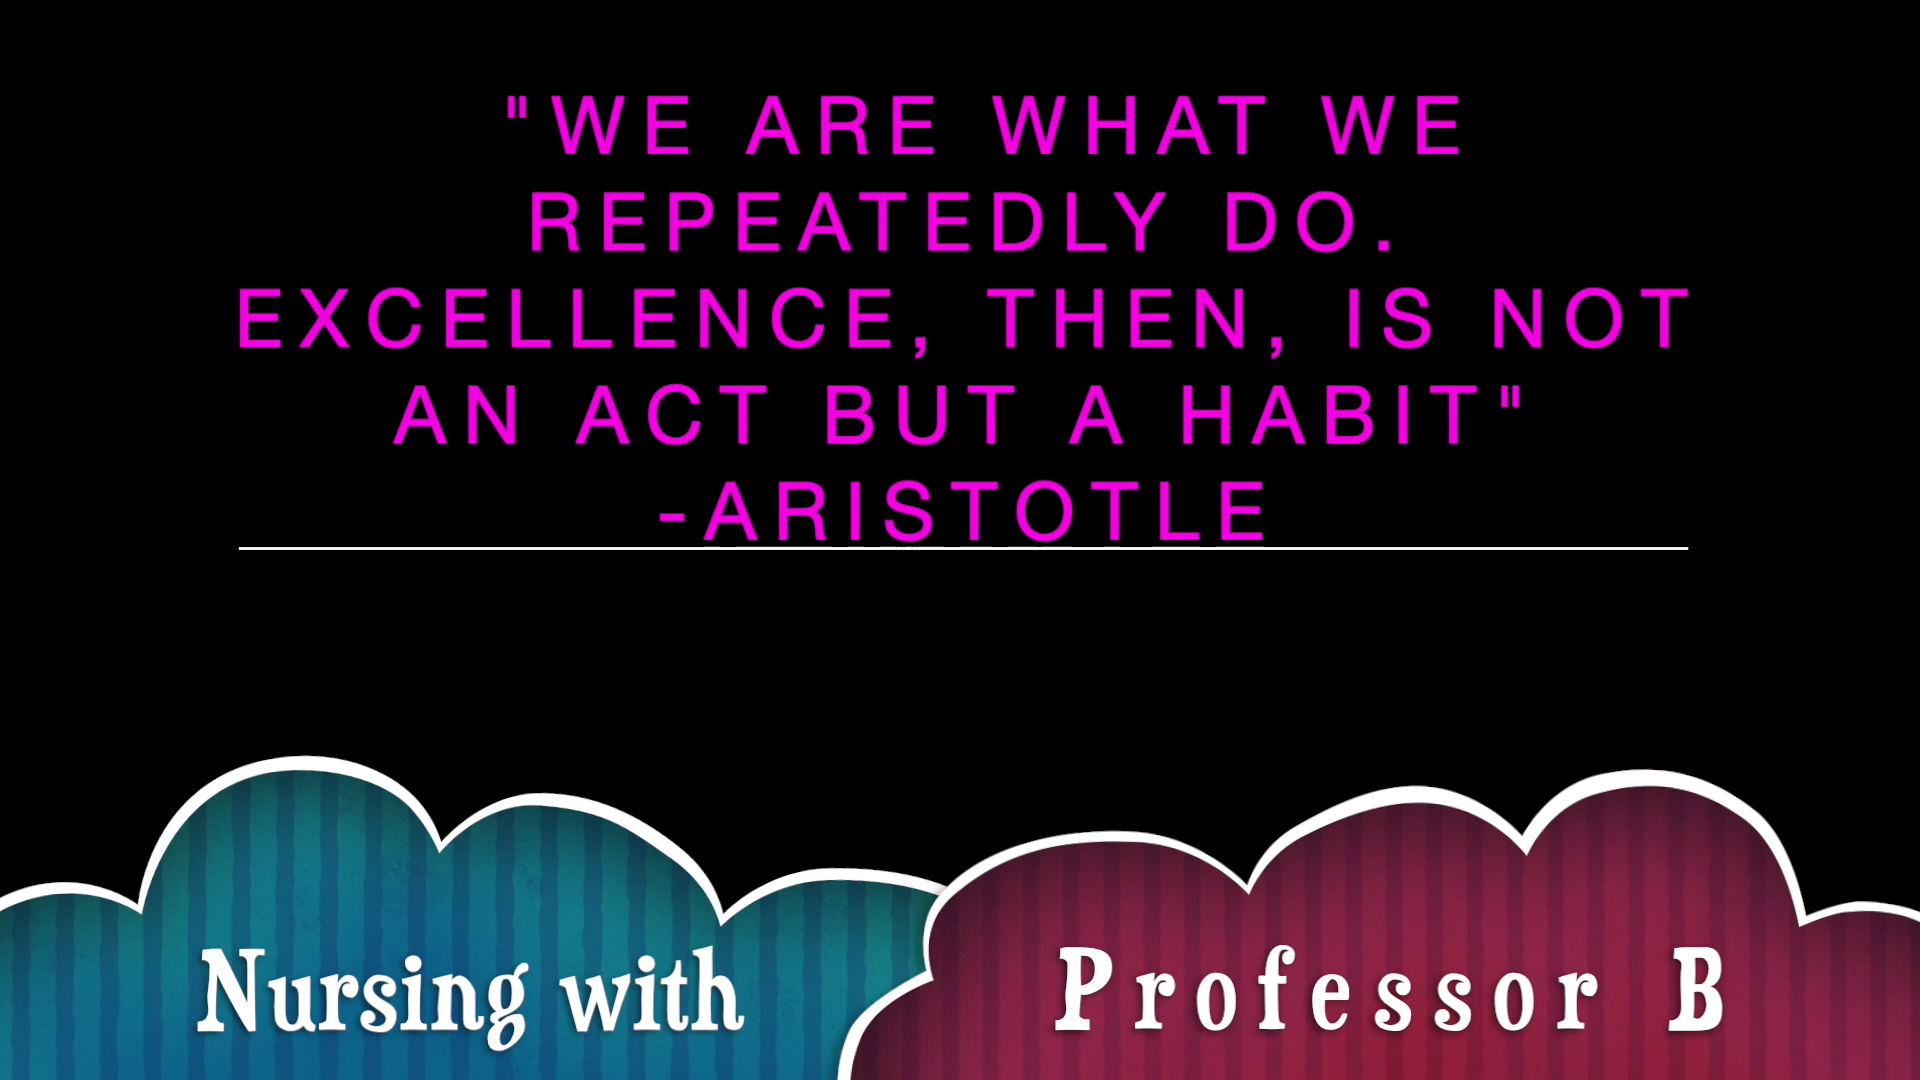 "WE ARE WHAT WE
REPEATEDLY DO.
EXCELLENCE, THEN, IS NOT
AN ACT BUT A HABIT"
-ARISTOTLE
Nursing with
Professor B